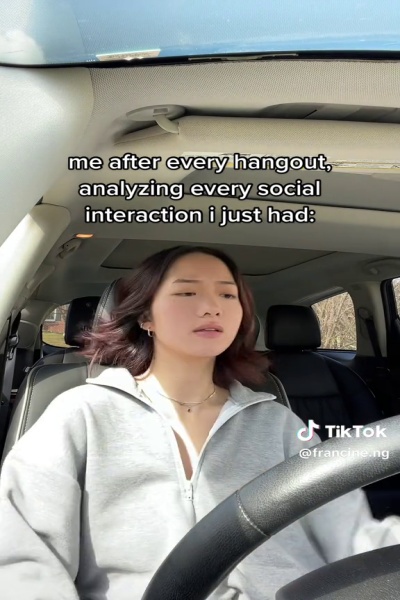 me after every hangout,
analyzing every social
interaction i just had:
TikTok
@francine.ng